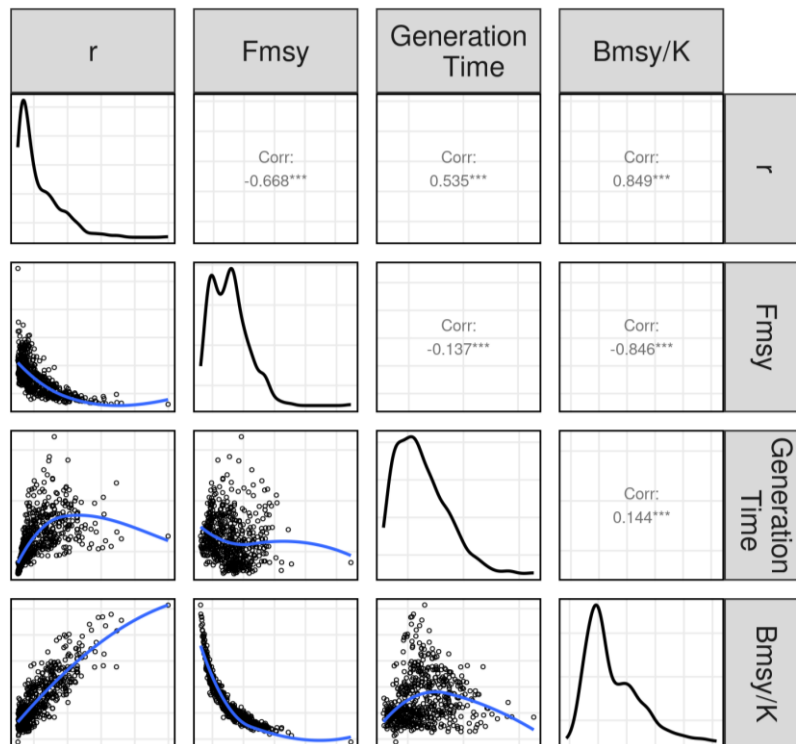 r
Fmsy
Generation
Time
Bmsy/K
Corr:
-0.668***
Corr:
0.535***
Corr:
0.849***
r
Corr:
-0.137***
Corr:
-0.846***
Fmsy
Corr:
0.144***
Generation
Time
Bmsy/K